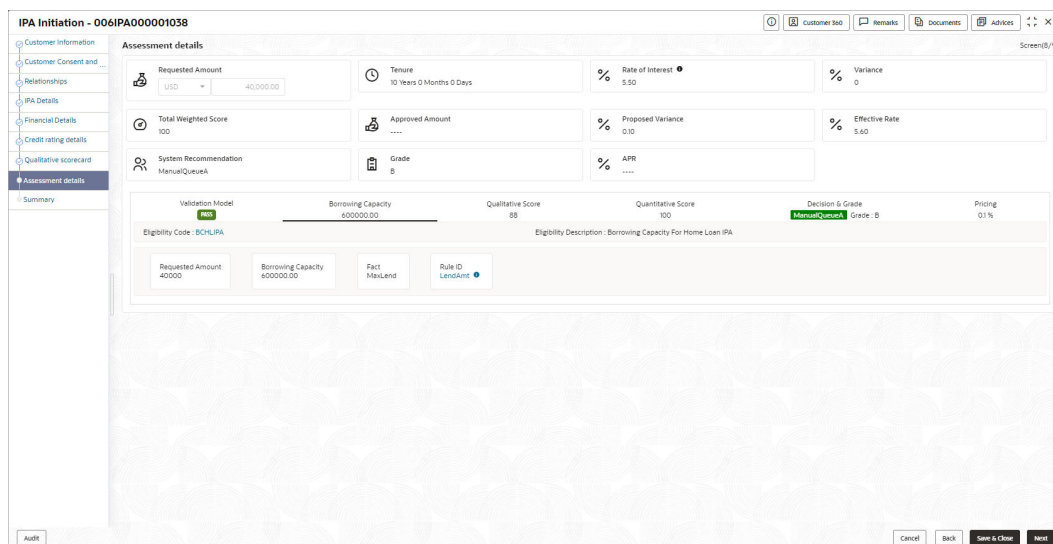 IPA Initiation - 006IPA000001038
Customer 360
Remarks
Documents
Advices
Customer Information
Customer Consent and ...
Relationships
IPA Details
Financial Details
Credit rating details
Qualitative scorecard
Assessment details
Summary
Assessment details
Screen(8/9
Requested Amount
USD 40,000.00
Tenure
10 Years 0 Months 0 Days
Rate of Interest
5.50
Variance
0
Total Weighted Score
100
Approved Amount
----
Proposed Variance
0.10
Effective Rate
5.60
System Recommendation
ManualQueueA
Grade
B
APR
----
Validation Model
PASS
Borrowing Capacity
600000.00
Qualitative Score
88
Quantitative Score
100
Decision & Grade
ManualQueueA Grade : B
Pricing
0.1 %
Eligibility Code : BCHLIPA
Eligibility Description : Borrowing Capacity For Home Loan IPA
Requested Amount
40000
Borrowing Capacity
600000.00
Fact
MaxLend
Rule ID
LendAmt
Audit
Cancel
Back
Save & Close
Next